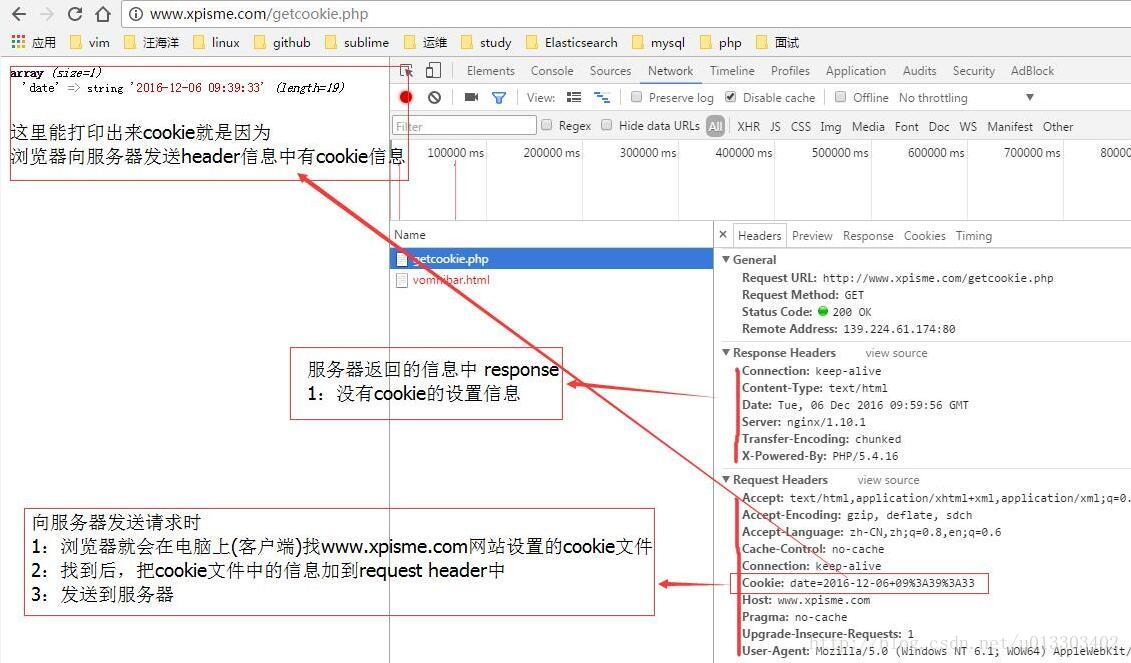 www.xpisme.com/getcookie.php
应用 vim 汪海洋 linux github sublime 运维 study Elasticsearch mysql php 面试
array (size=1)
'date' => string '2016-12-06 09:39:33' (length=19)
这里能打印出来cookie就是因为
浏览器向服务器发送header信息中有cookie信息
Elements Console Sources Network Timeline Profiles Application Audits Security AdBlock
View: Preserve log Disable cache Offline No throttling
Filter Regex Hide data URLs All XHR JS CSS Img Media Font Doc WS Manifest Other
100000 ms 200000 ms 300000 ms 400000 ms 500000 ms 600000 ms 700000 ms 80000
Name
getcookie.php
vomnibar.html
× Headers Preview Response Cookies Timing
General
Request URL: http://www.xpisme.com/getcookie.php
Request Method: GET
Status Code: 200 OK
Remote Address: 139.224.61.174:80
Response Headers view source
Connection: keep-alive
Content-Type: text/html
Date: Tue, 06 Dec 2016 09:59:56 GMT
Server: nginx/1.10.1
Transfer-Encoding: chunked
X-Powered-By: PHP/5.4.16
服务器返回的信息中 response
1：没有cookie的设置信息
Request Headers view source
Accept: text/html,application/xhtml+xml,application/xml;q=0.
Accept-Encoding: gzip, deflate, sdch
Accept-Language: zh-CN,zh;q=0.8,en;q=0.6
Cache-Control: no-cache
Connection: keep-alive
Cookie: date=2016-12-06+09%3A39%3A33
Host: www.xpisme.com
Pragma: no-cache
Upgrade-Insecure-Requests: 1
User-Agent: Mozilla/5.0 (Windows NT 6.1; WOW64) AppleWebKit/
向服务器发送请求时
1：浏览器就会在电脑上(客户端)找www.xpisme.com网站设置的cookie文件
2：找到后，把cookie文件中的信息加到request header中
3：发送到服务器
http://blog.csdn.net/u013303402